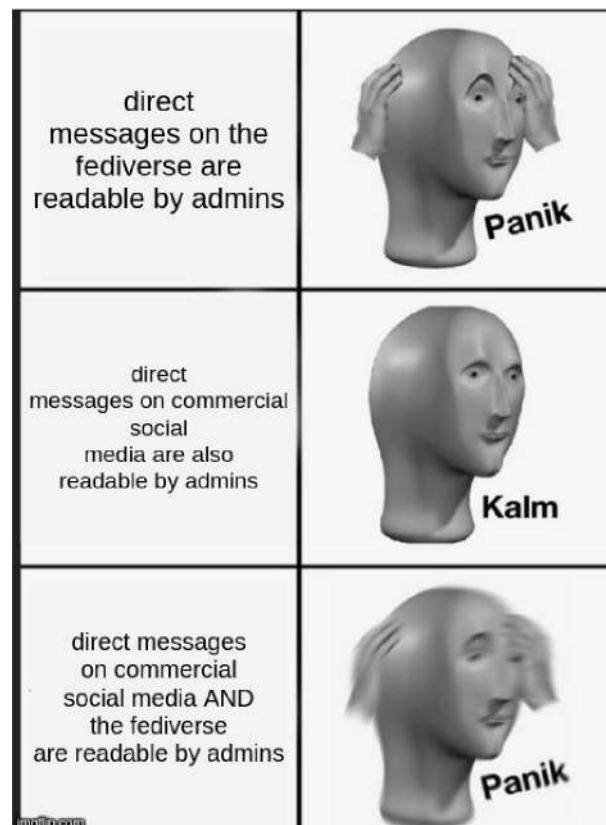 direct
messages on the
fediverse are
readable by admins
Panik
direct
messages on commercial
social
media are also
readable by admins
Kalm
direct messages
on commercial
social media AND
the fediverse
are readable by admins
Panik
imgflip.com